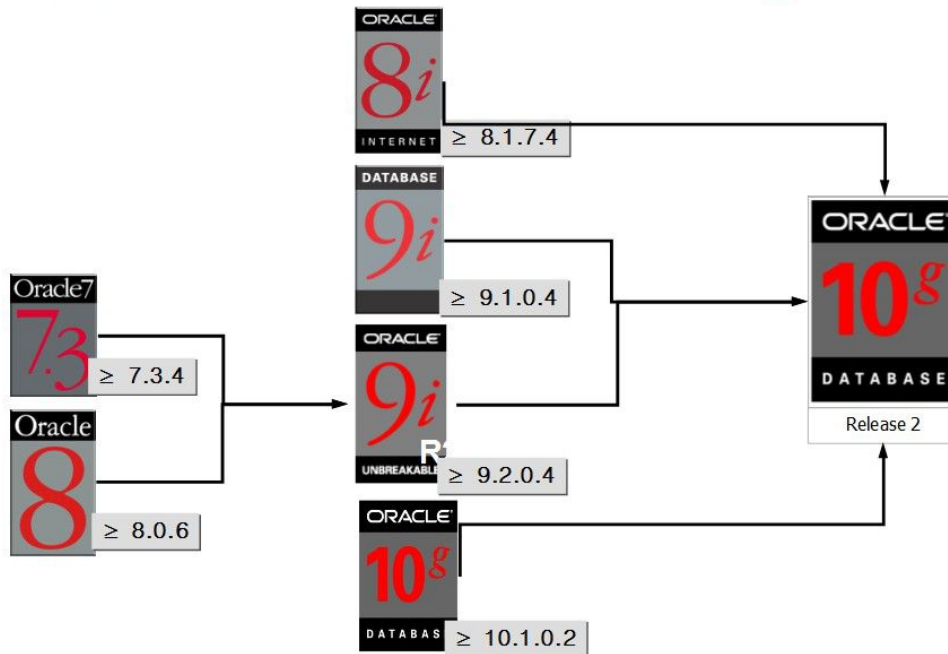 ORACLE
8i
INTERNET
≥ 8.1.7.4
DATABASE
9i
≥ 9.1.0.4
Oracle7
7.3
≥ 7.3.4
Oracle
8
≥ 8.0.6
ORACLE
9i
UNBREAKABLE
≥ 9.2.0.4
ORACLE
10g
DATABAS
≥ 10.1.0.2
ORACLE
10g
DATABASE
Release 2